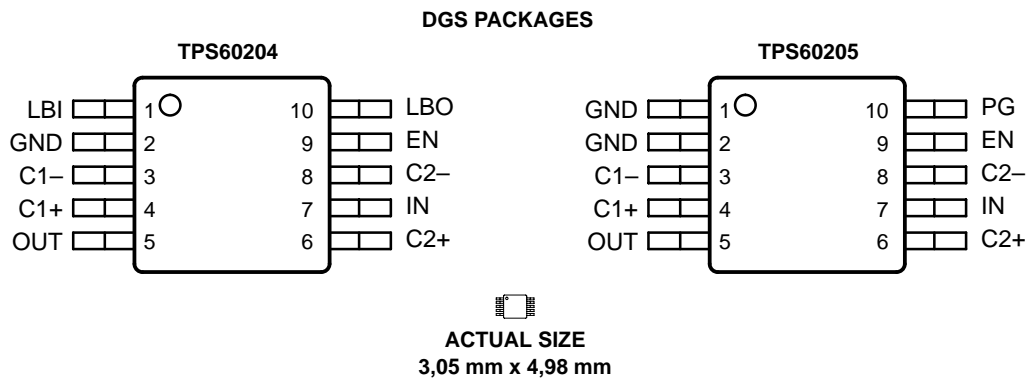 DGS PACKAGES
TPS60204
LBI 1 10 LBO
GND 2 9 EN
C1– 3 8 C2–
C1+ 4 7 IN
OUT 5 6 C2+
TPS60205
GND 1 10 PG
GND 2 9 EN
C1– 3 8 C2–
C1+ 4 7 IN
OUT 5 6 C2+
ACTUAL SIZE
3,05 mm x 4,98 mm